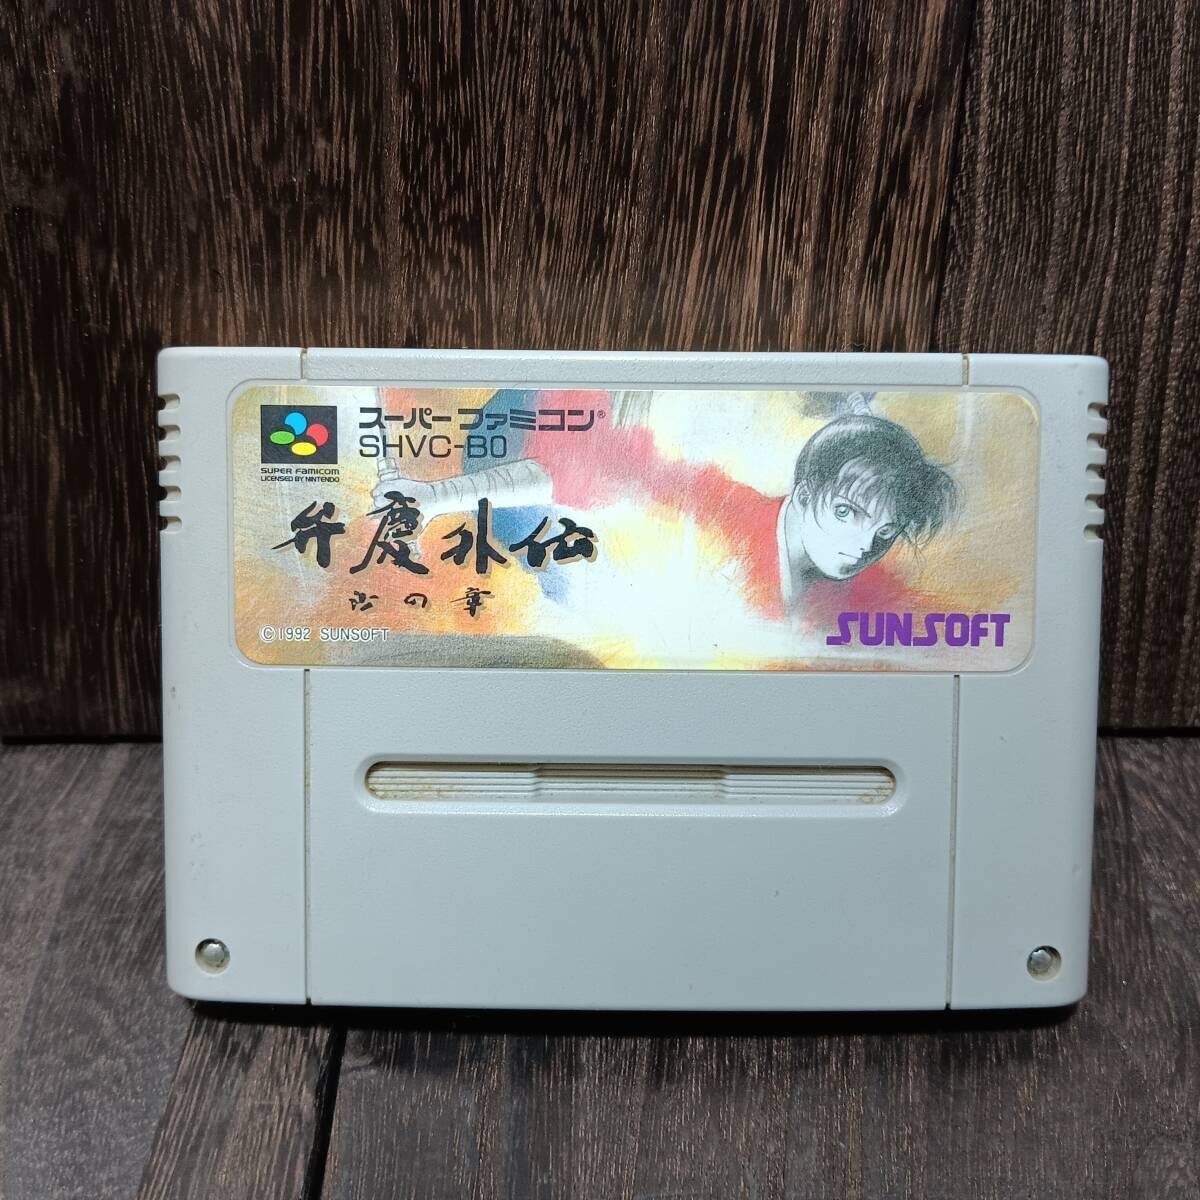 スーパーファミコン®
SHVC-B0
SUPER FAMICOM
LICENSED BY NINTENDO
弁慶外伝
沙の章
©1992 SUNSOFT
SUNSOFT